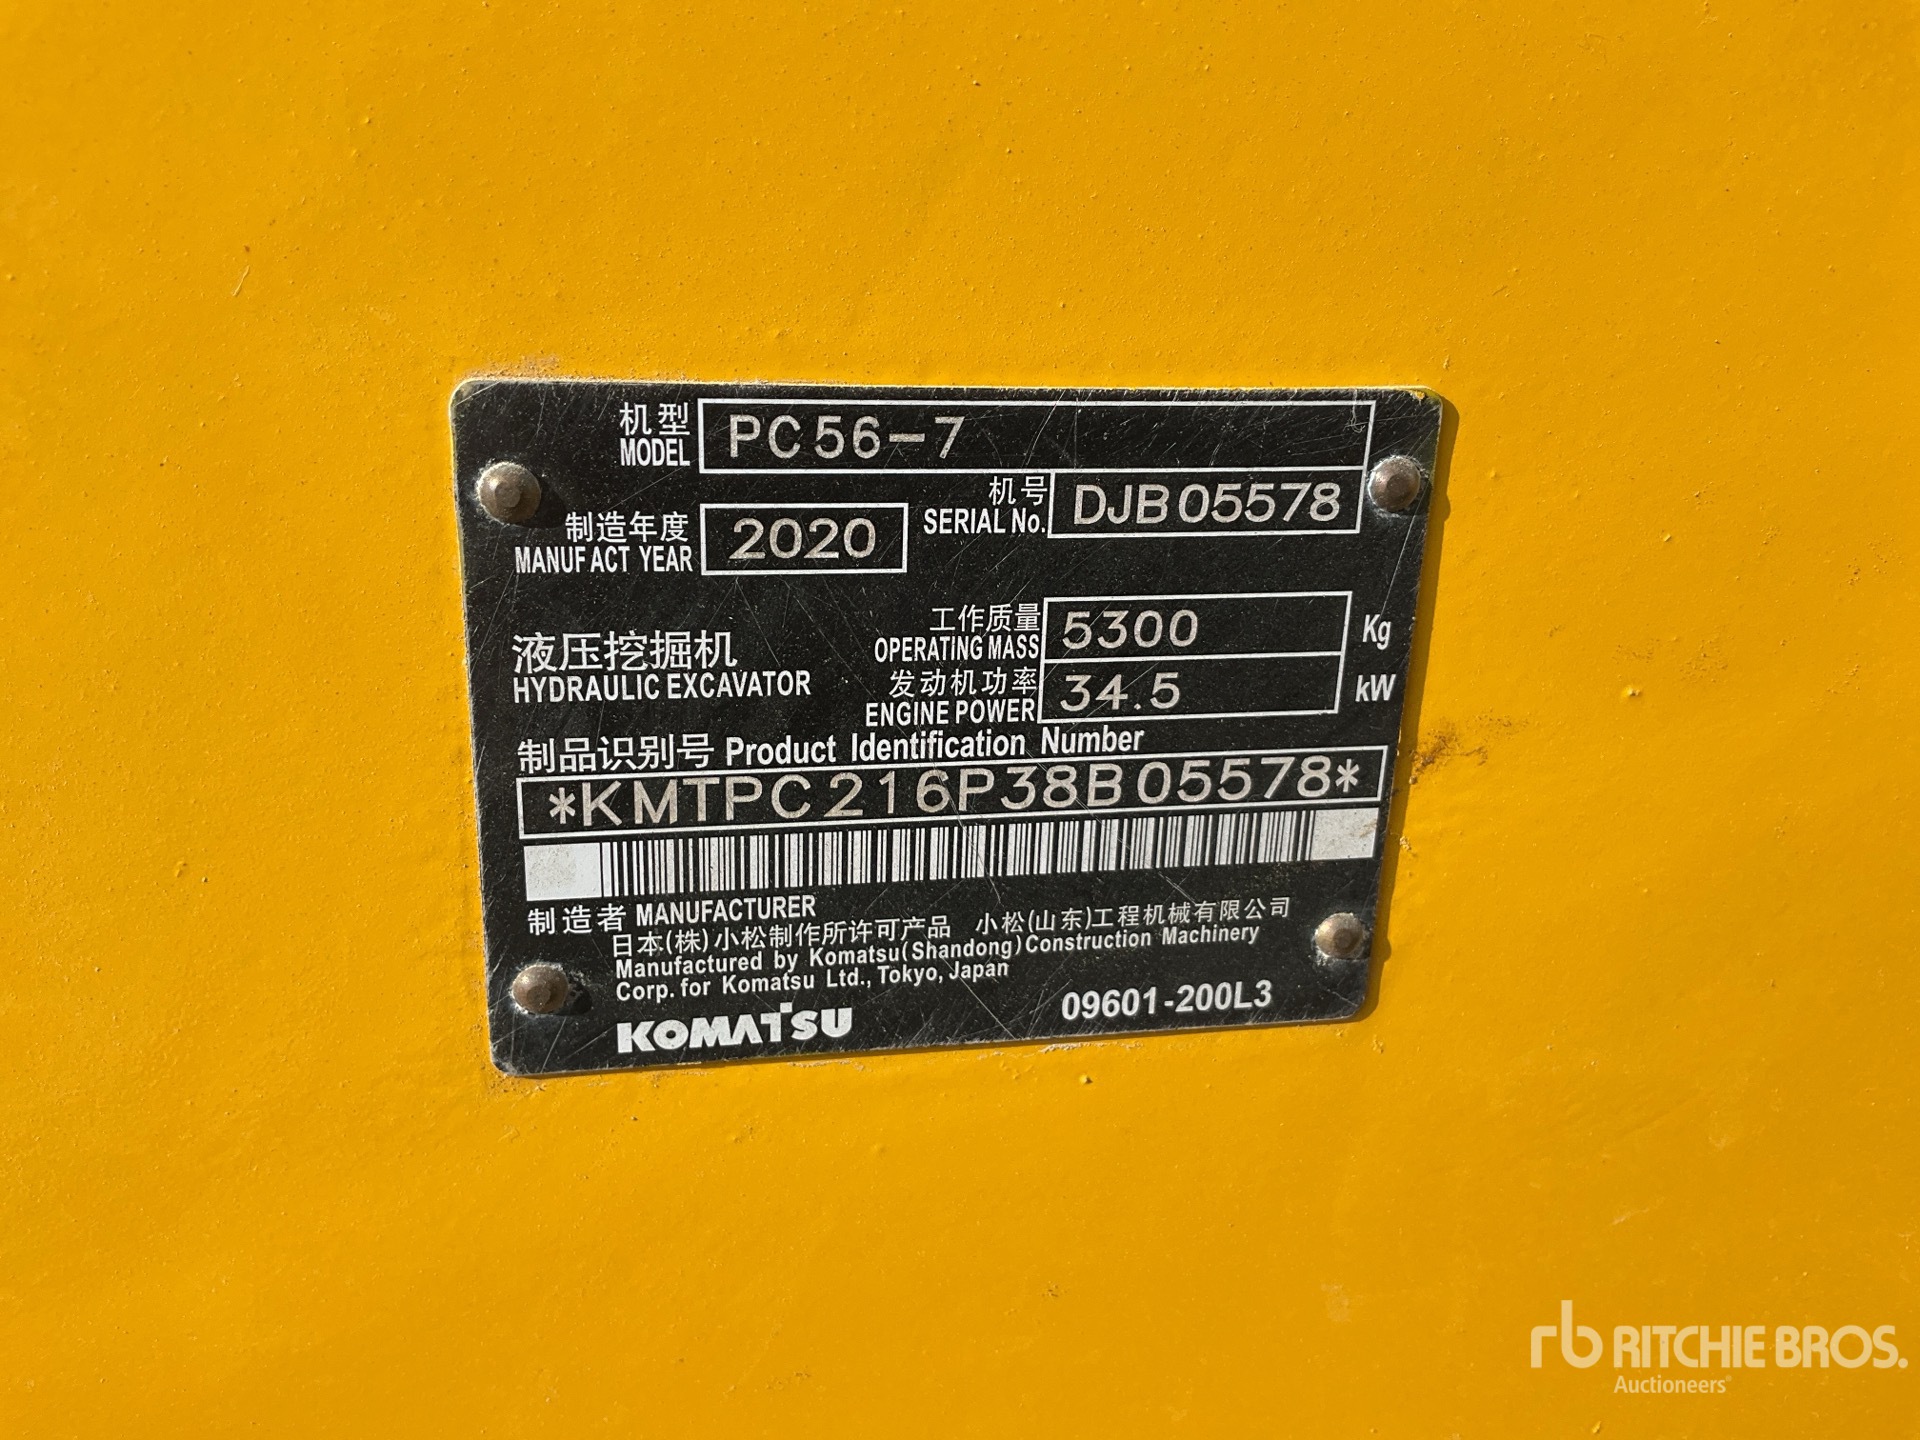 机型 PC56-7
MODEL
机号 DJB05578
SERIAL No.
制造年度 2020
MANUFACT YEAR
工作质量 5300 Kg
OPERATING MASS
液压挖掘机
HYDRAULIC EXCAVATOR
发动机功率 34.5 kW
ENGINE POWER
制品识别号 Product Identification Number
*KMTPC216P38B05578*
制造者 MANUFACTURER
日本(株)小松制作所许可产品 小松(山东)工程机械有限公司
Manufactured by Komatsu(Shandong)Construction Machinery
Corp. for Komatsu Ltd., Tokyo, Japan
KOMATSU 09601-200L3
rb RITCHIE BROS.
Auctioneers